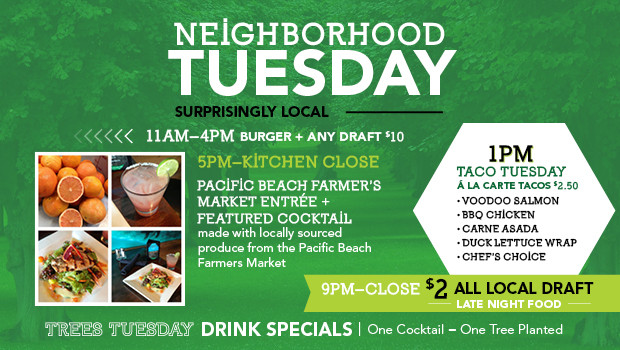 NEIGHBORHOOD
TUESDAY
SURPRISINGLY LOCAL
11AM–4PM BURGER + ANY DRAFT $10
5PM–KITCHEN CLOSE
PACIFIC BEACH FARMER'S
MARKET ENTRÉE +
FEATURED COCKTAIL
made with locally sourced
produce from the Pacific Beach
Farmers Market
1PM
TACO TUESDAY
Á LA CARTE TACOS $2.50
• VOODOO SALMON
• BBQ CHICKEN
• CARNE ASADA
• DUCK LETTUCE WRAP
• CHEF'S CHOICE
9PM–CLOSE $2 ALL LOCAL DRAFT
LATE NIGHT FOOD
TREES TUESDAY DRINK SPECIALS | One Cocktail – One Tree Planted